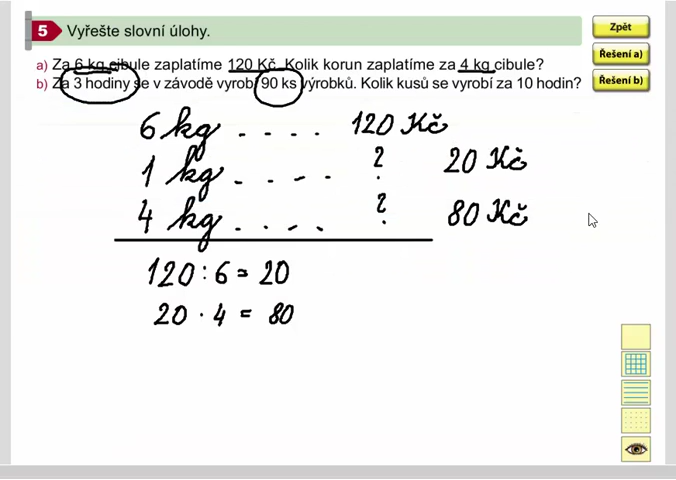 5 Vyřešte slovní úlohy.
Zpět
a) Za 6 kg cibule zaplatíme 120 Kč. Kolik korun zaplatíme za 4 kg cibule?
Řešení a)
b) Za 3 hodiny se v závodě vyrobí 90 ks výrobků. Kolik kusů se vyrobí za 10 hodin?
Řešení b)
6 kg .... 120 Kč
1 kg .... ? 20 Kč
4 kg .... ? 80 Kč
120 : 6 = 20
20 · 4 = 80